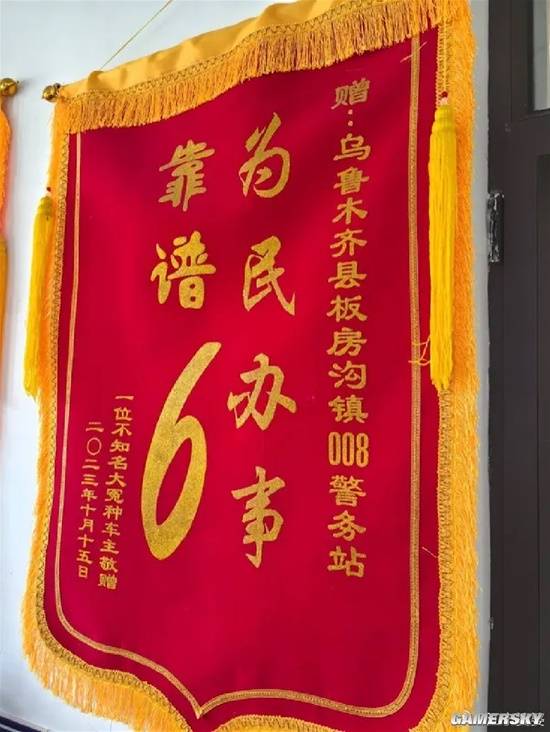 赠:乌鲁木齐县板房沟镇008警务站
为民办事
靠谱6
一位不知名大冤种车主敬赠
二〇二三年十月十五日
GAMERSKY